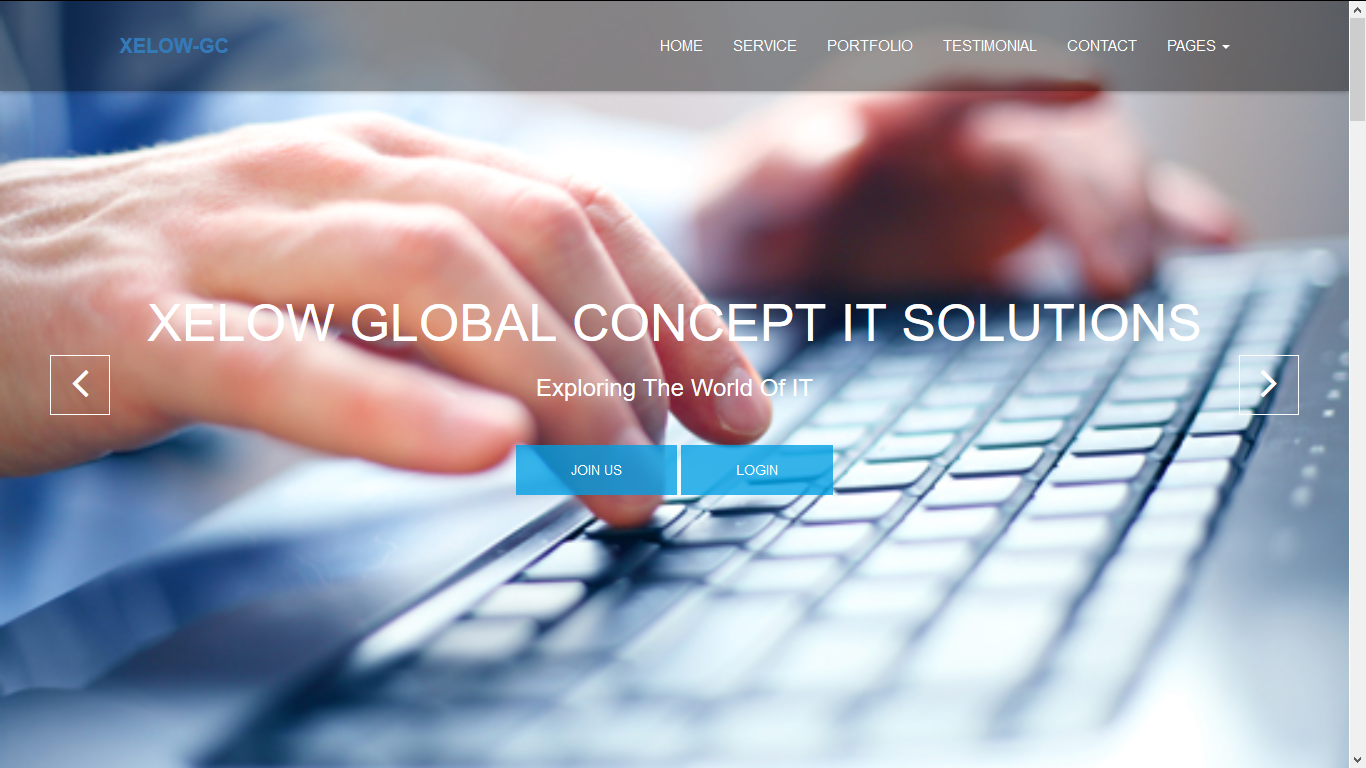 XELOW-GC
HOME SERVICE PORTFOLIO TESTIMONIAL CONTACT PAGES
XELOW GLOBAL CONCEPT IT SOLUTIONS
Exploring The World Of IT
JOIN US LOGIN